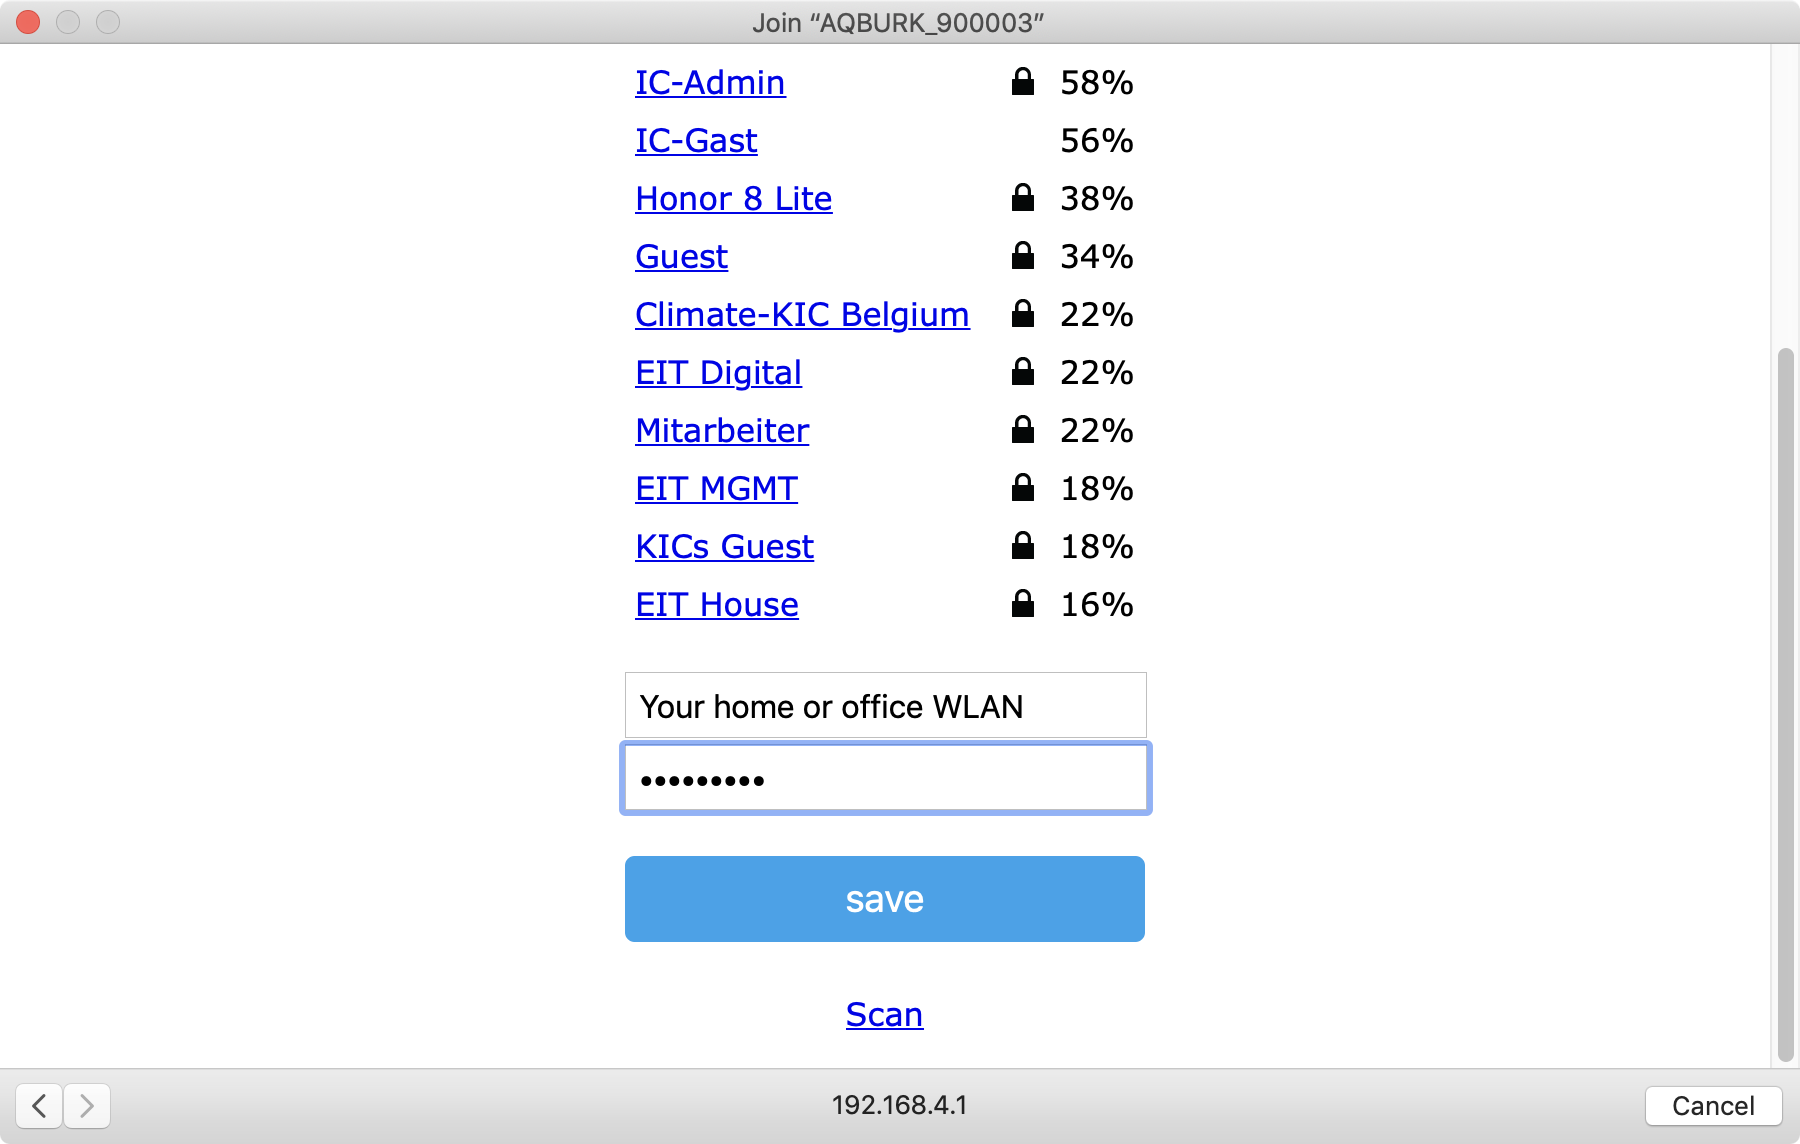 Join “AQBURK_900003”
IC-Admin 58%
IC-Gast 56%
Honor 8 Lite 38%
Guest 34%
Climate-KIC Belgium 22%
EIT Digital 22%
Mitarbeiter 22%
EIT MGMT 18%
KICs Guest 18%
EIT House 16%
Your home or office WLAN
•••••••••
save
Scan
192.168.4.1
Cancel